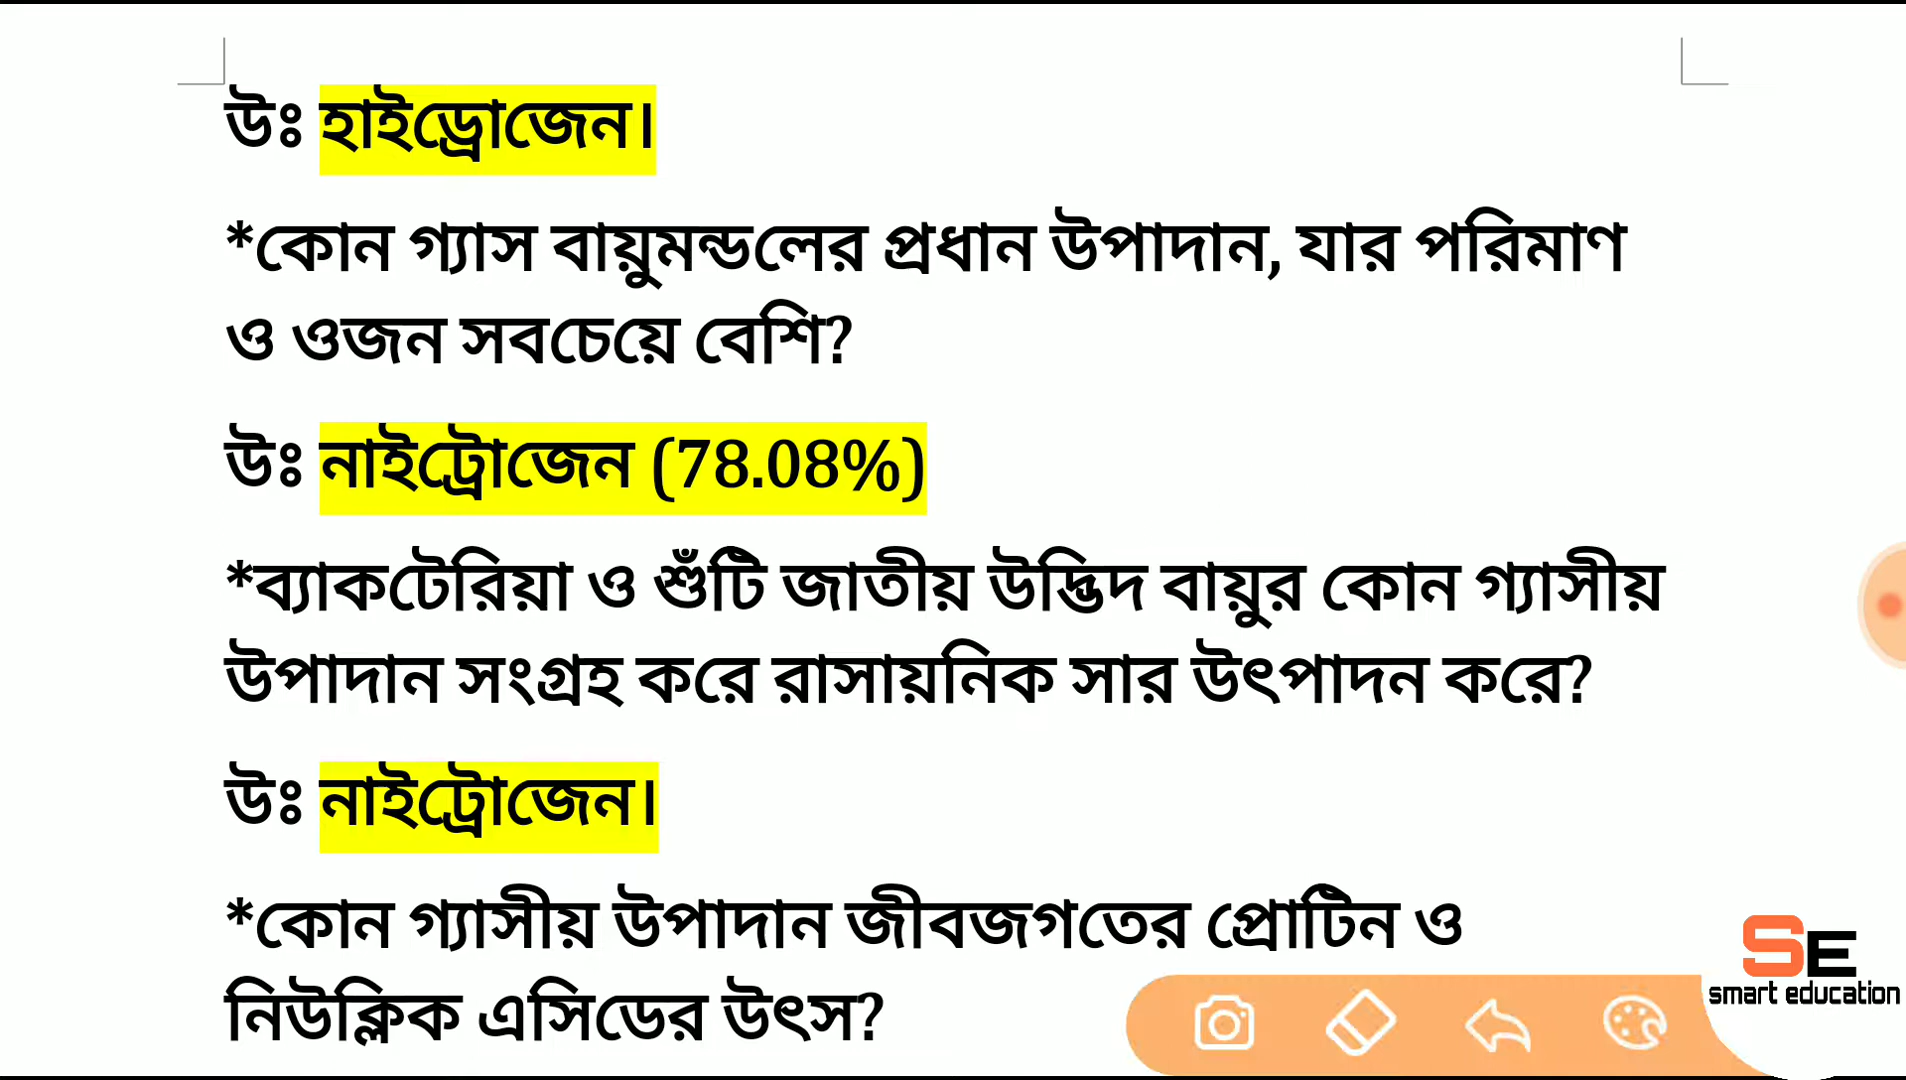 উঃ হাইড্রোজেন।
*কোন গ্যাস বায়ুমন্ডলের প্রধান উপাদান, যার পরিমাণ
ও ওজন সবচেয়ে বেশি?
উঃ নাইট্রোজেন (78.08%)
*ব্যাকটেরিয়া ও শুঁটি জাতীয় উদ্ভিদ বায়ুর কোন গ্যাসীয়
উপাদান সংগ্রহ করে রাসায়নিক সার উৎপাদন করে?
উঃ নাইট্রোজেন।
*কোন গ্যাসীয় উপাদান জীবজগতের প্রোটিন ও
নিউক্লিক এসিডের উৎস?
SE
smart education